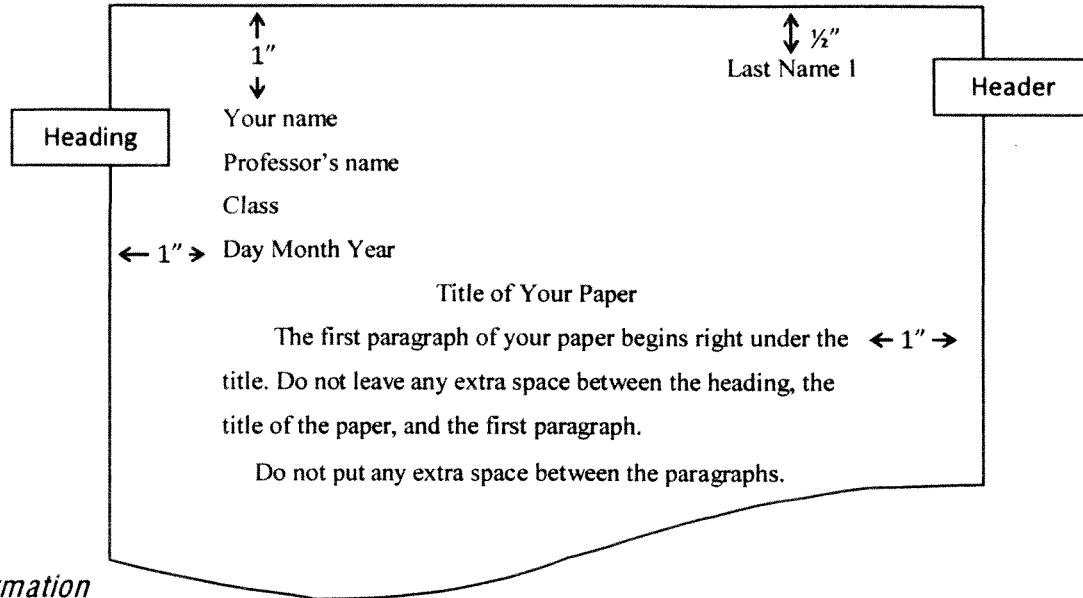 1″
½″
Last Name 1
Header
Heading
Your name
Professor's name
Class
1″ Day Month Year
Title of Your Paper
The first paragraph of your paper begins right under the 1″
title. Do not leave any extra space between the heading, the
title of the paper, and the first paragraph.
Do not put any extra space between the paragraphs.